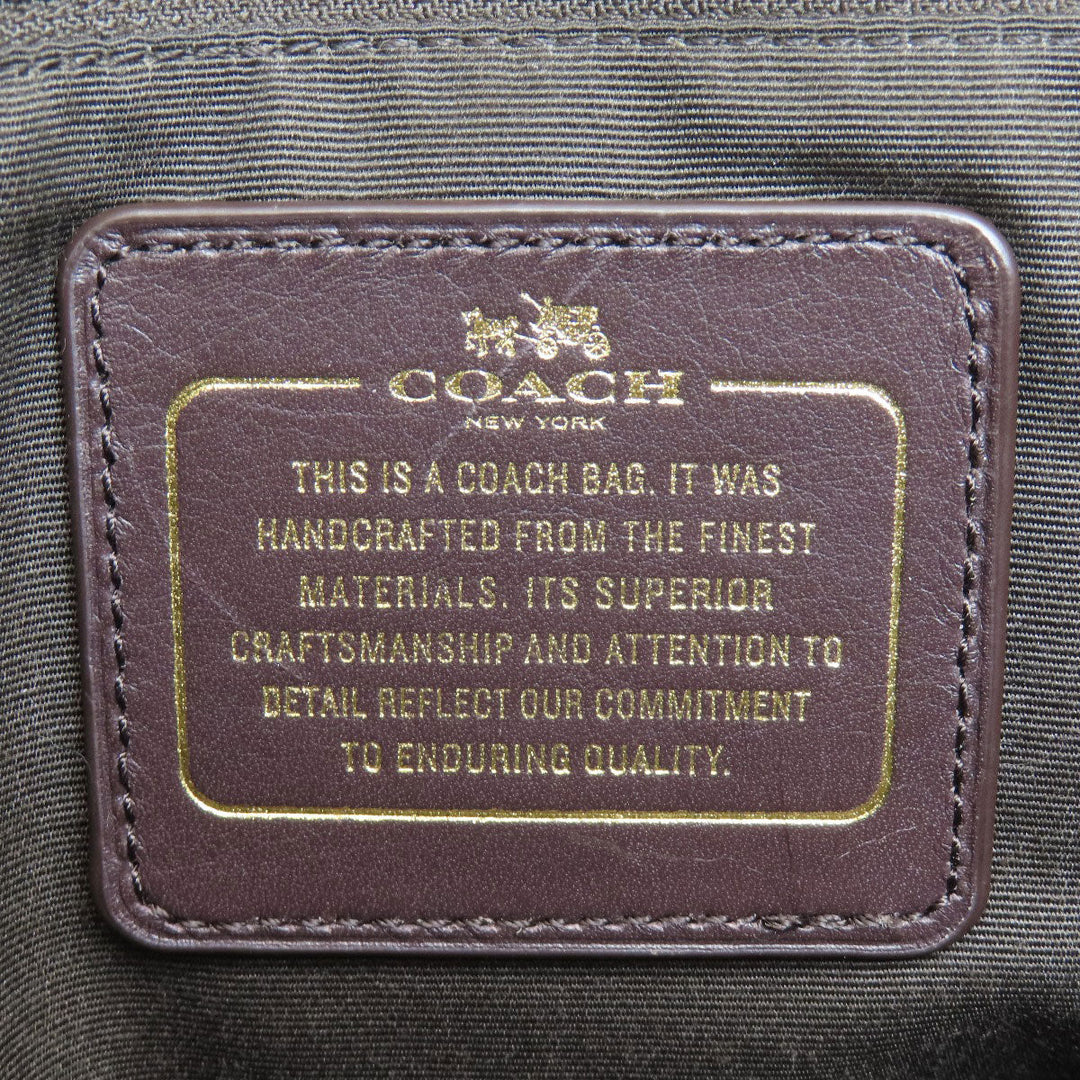 COACH
NEW YORK
THIS IS A COACH BAG. IT WAS
HANDCRAFTED FROM THE FINEST
MATERIALS. ITS SUPERIOR
CRAFTSMANSHIP AND ATTENTION TO
DETAIL REFLECT OUR COMMITMENT
TO ENDURING QUALITY.